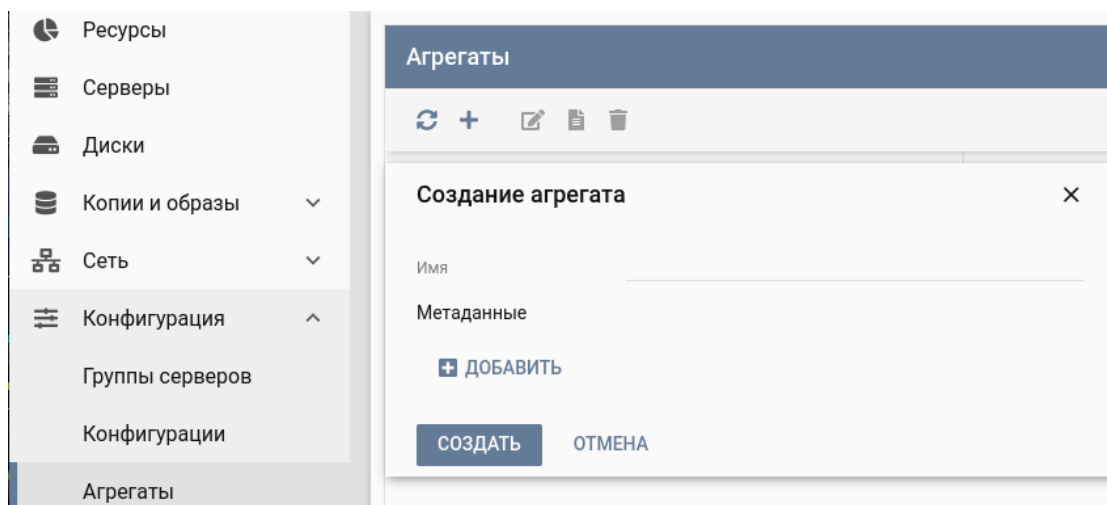 Ресурсы
Серверы
Диски
Копии и образы
Сеть
Конфигурация
Группы серверов
Конфигурации
Агрегаты
Агрегаты
Создание агрегата
Имя
Метаданные
ДОБАВИТЬ
СОЗДАТЬ ОТМЕНА